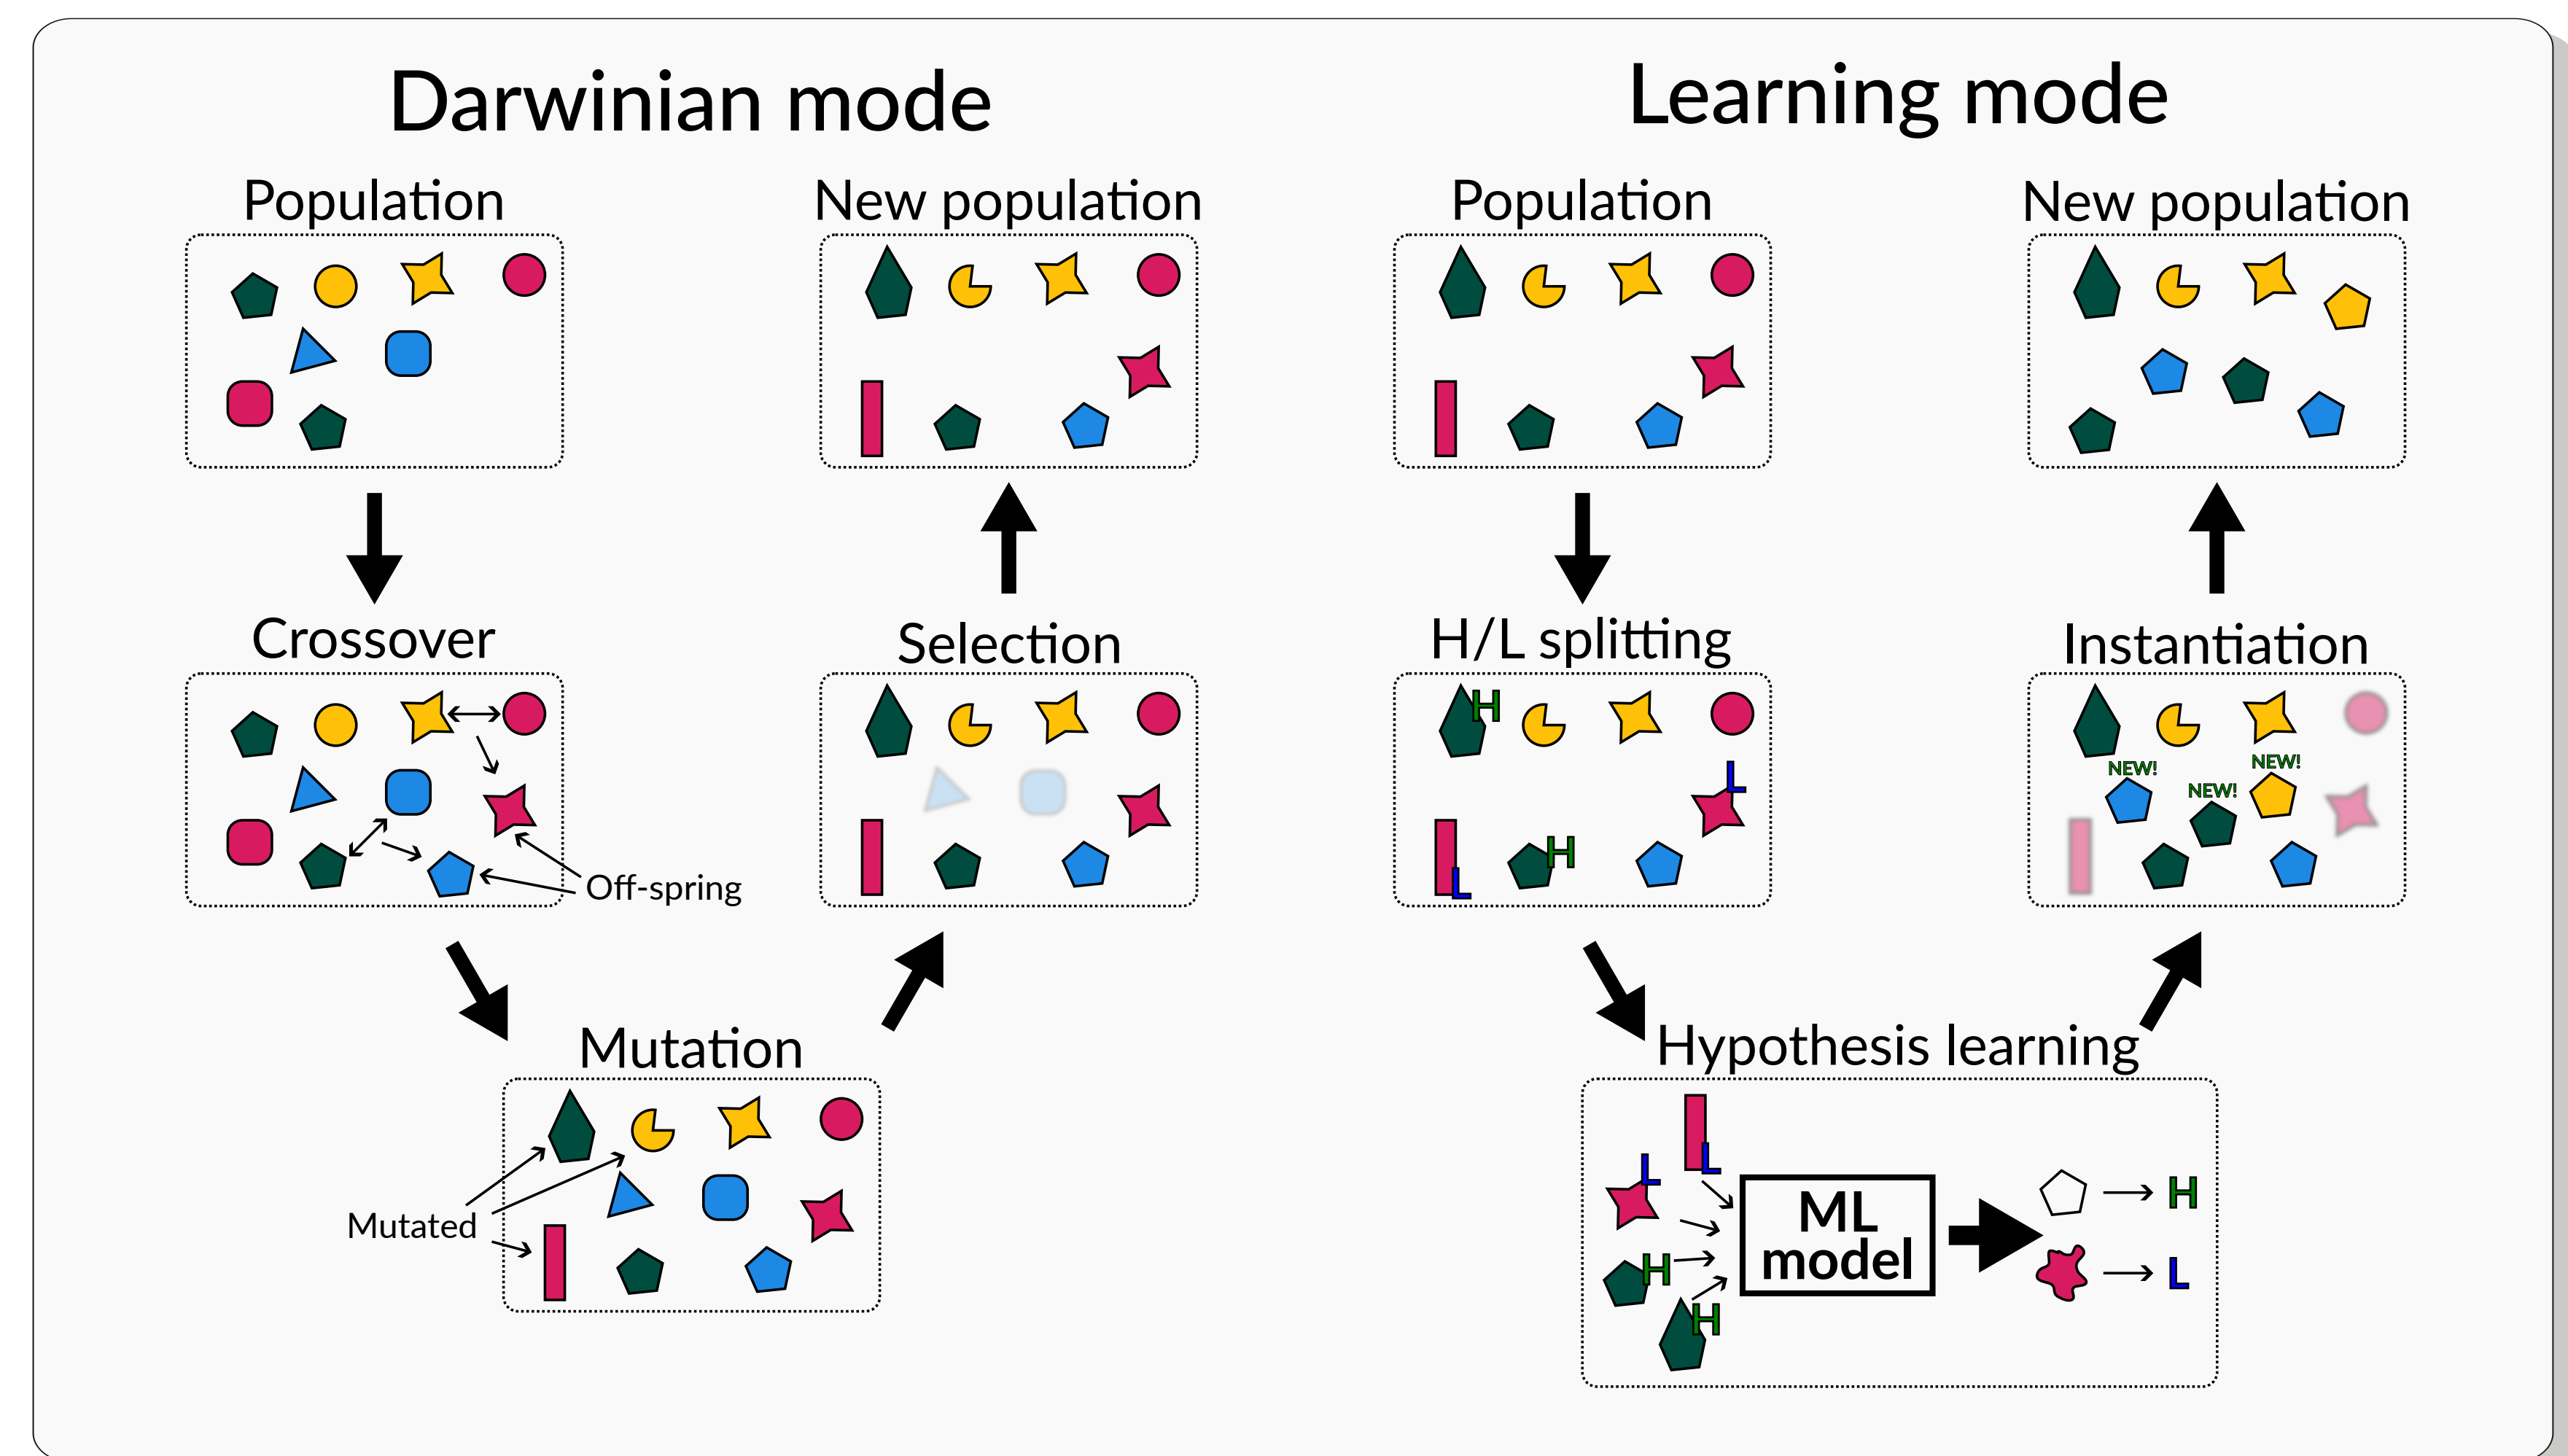 Darwinian mode
Population
New population
Crossover
Off-spring
Selection
Mutation
Mutated
Learning mode
Population
New population
H/L splitting
H
L
H
L
Instantiation
NEW!
NEW!
NEW!
Hypothesis learning
L
L
H
H
ML
model
H
L